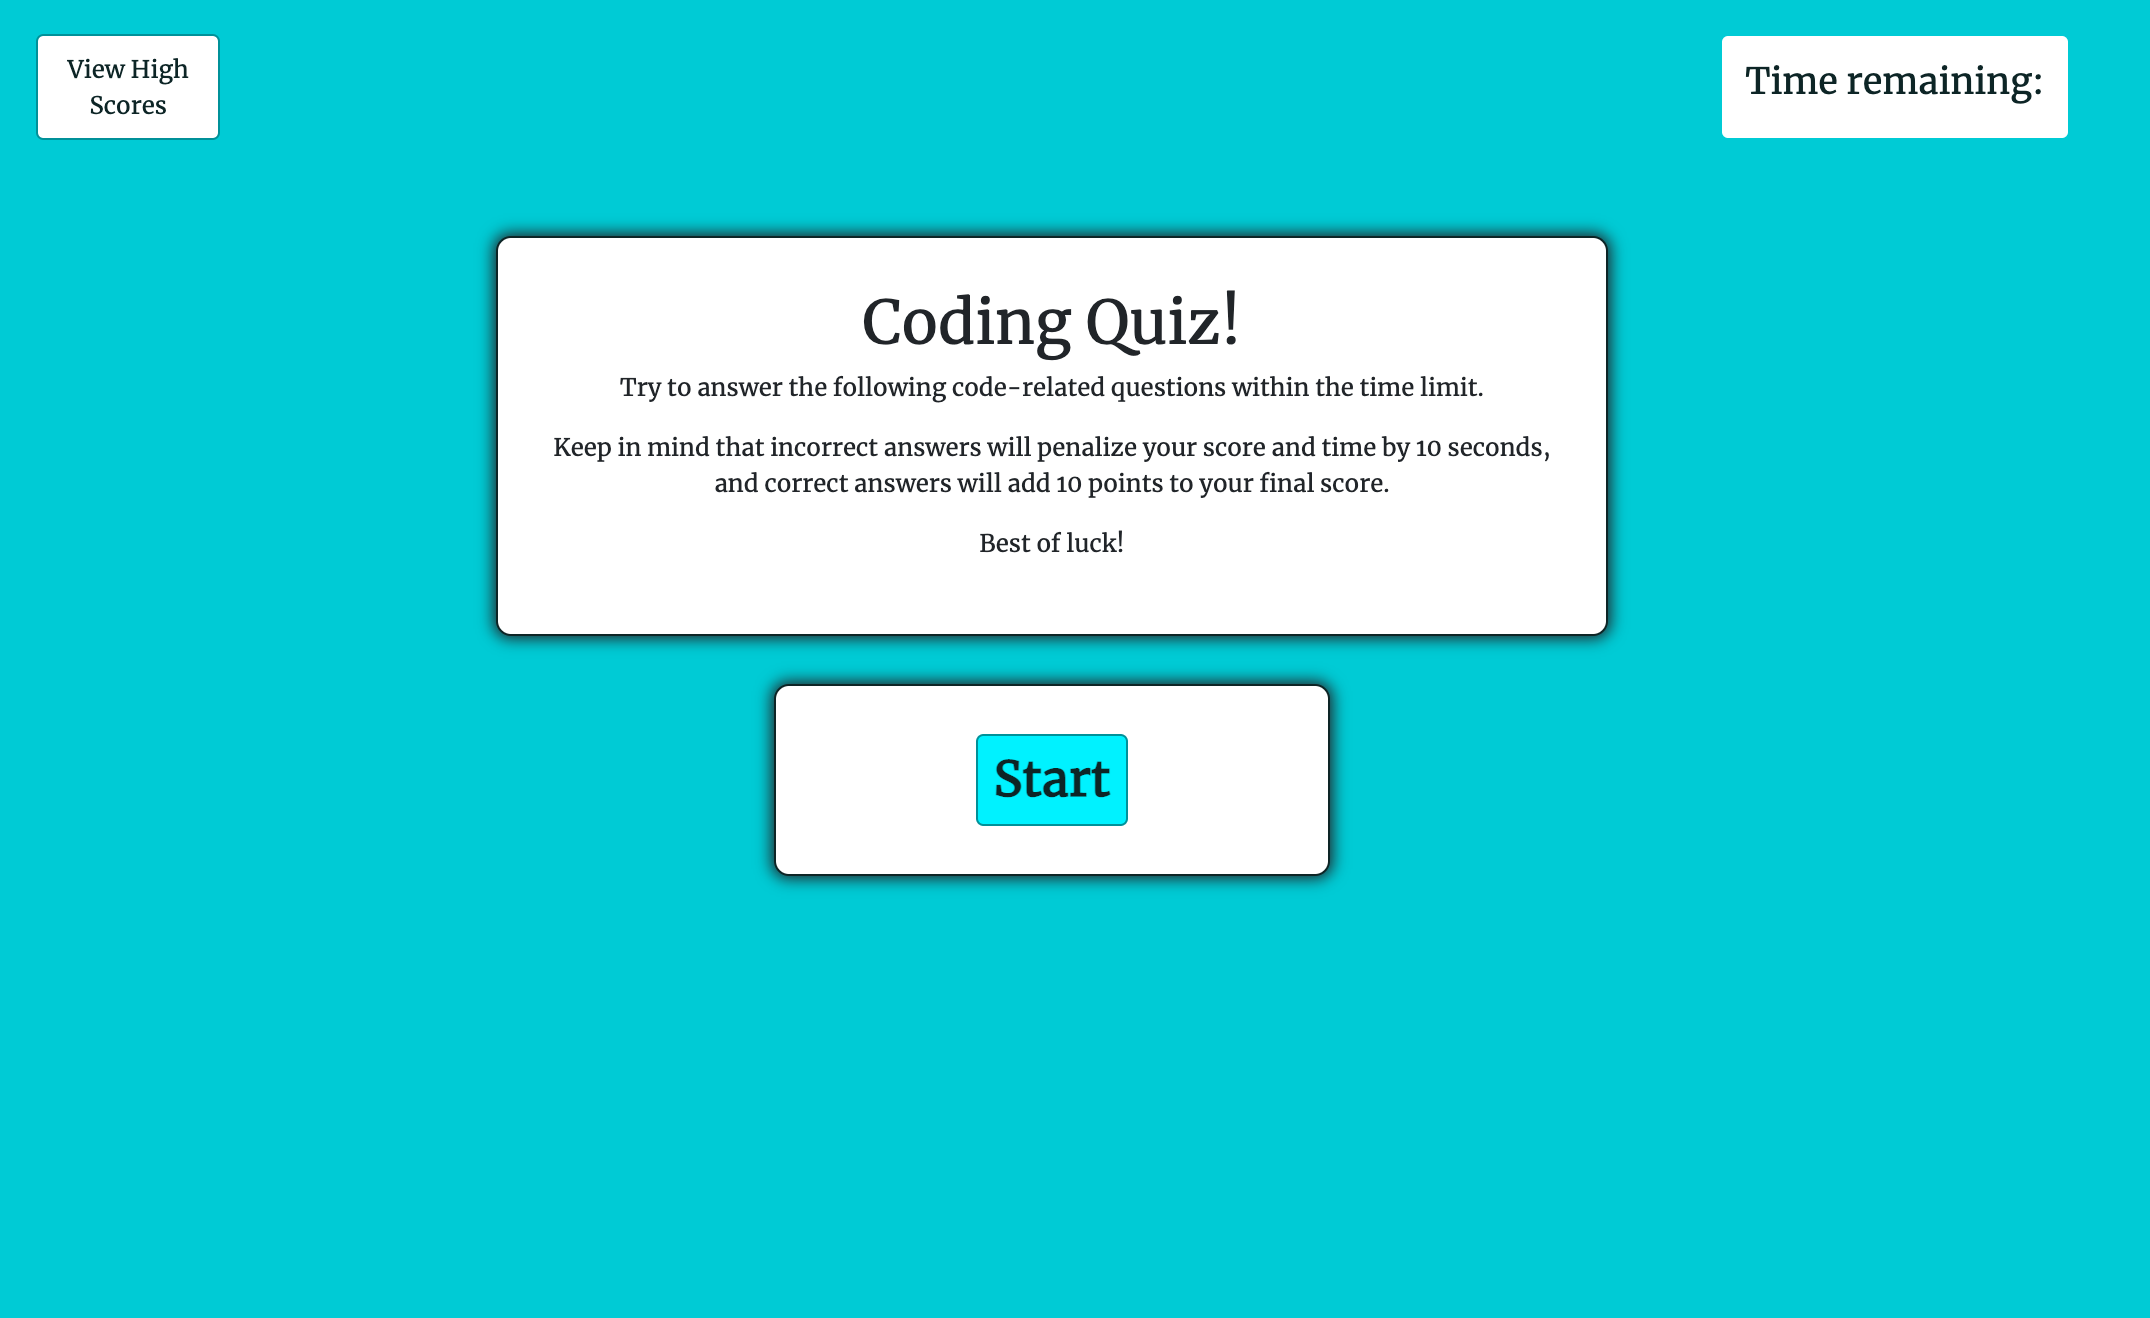 View High
Scores
Time remaining:
Coding Quiz!
Try to answer the following code-related questions within the time limit.
Keep in mind that incorrect answers will penalize your score and time by 10 seconds,
and correct answers will add 10 points to your final score.
Best of luck!
Start